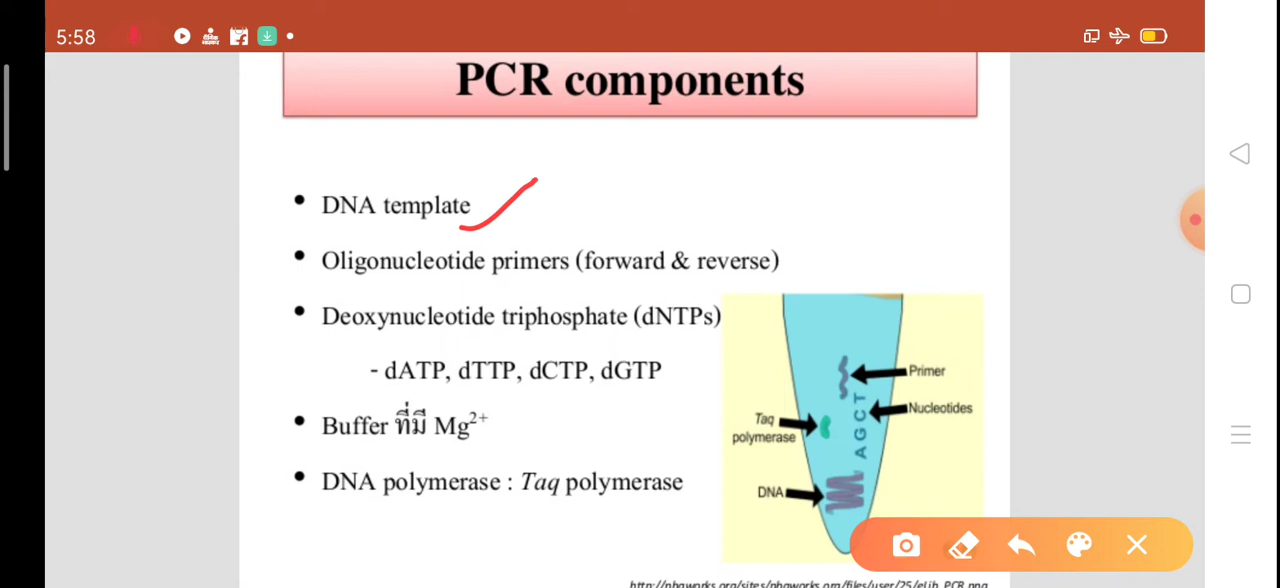 5:58
PCR components
• DNA template
• Oligonucleotide primers (forward & reverse)
• Deoxynucleotide triphosphate (dNTPs)
- dATP, dTTP, dCTP, dGTP
• Buffer ที่มี Mg²⁺
• DNA polymerase : Taq polymerase
Primer
Nucleotides
AGCT
Taq
polymerase
DNA